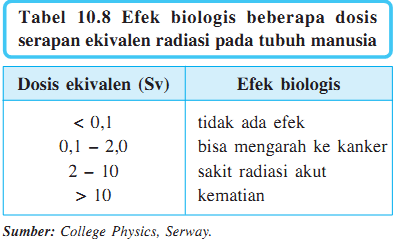 Tabel 10.8 Efek biologis beberapa dosis
serapan ekivalen radiasi pada tubuh manusia
Dosis ekivalen (Sv) Efek biologis
< 0,1 tidak ada efek
0,1 – 2,0 bisa mengarah ke kanker
2 – 10 sakit radiasi akut
> 10 kematian
Sumber: College Physics, Serway.